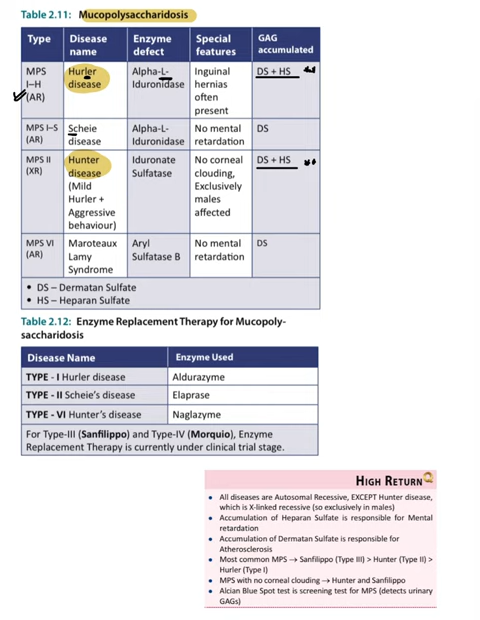 Table 2.11: Mucopolysaccharidosis
Type Disease name Enzyme defect Special features GAG accumulated
MPS I–H (AR) Hurler disease Alpha-L-Iduronidase Inguinal hernias often present DS + HS
MPS I–S (AR) Scheie disease Alpha-L-Iduronidase No mental retardation DS
MPS II (XR) Hunter disease (Mild Hurler + Aggressive behaviour) Iduronate Sulfatase No corneal clouding, Exclusively males affected DS + HS
MPS VI (AR) Maroteaux Lamy Syndrome Aryl Sulfatase B No mental retardation DS
• DS – Dermatan Sulfate
• HS – Heparan Sulfate
Table 2.12: Enzyme Replacement Therapy for Mucopoly-
saccharidosis
Disease Name Enzyme Used
TYPE - I Hurler disease Aldurazyme
TYPE - II Scheie's disease Elaprase
TYPE - VI Hunter's disease Naglazyme
For Type-III (Sanfilippo) and Type-IV (Morquio), Enzyme
Replacement Therapy is currently under clinical trial stage.
HIGH RETURN
• All diseases are Autosomal Recessive, EXCEPT Hunter disease,
which is X-linked recessive (so exclusively in males)
• Accumulation of Heparan Sulfate is responsible for Mental
retardation
• Accumulation of Dermatan Sulfate is responsible for
Atherosclerosis
• Most common MPS → Sanfilippo (Type III) > Hunter (Type II) >
Hurler (Type I)
• MPS with no corneal clouding → Hunter and Sanfilippo
• Alcian Blue Spot test is screening test for MPS (detects urinary
GAGs)